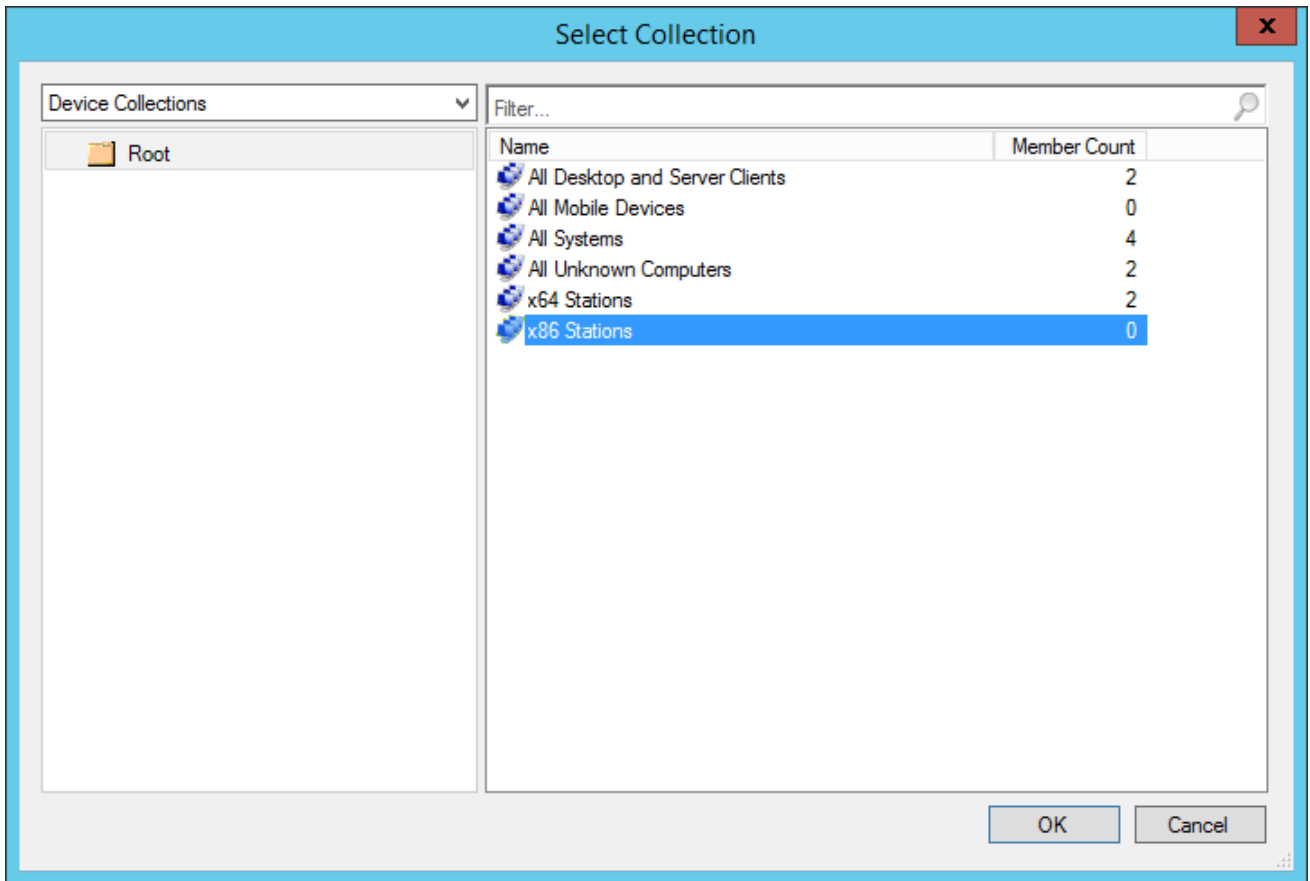 Select Collection
x
Device Collections
Filter...
Root
Name Member Count
All Desktop and Server Clients 2
All Mobile Devices 0
All Systems 4
All Unknown Computers 2
x64 Stations 2
x86 Stations 0
OK Cancel